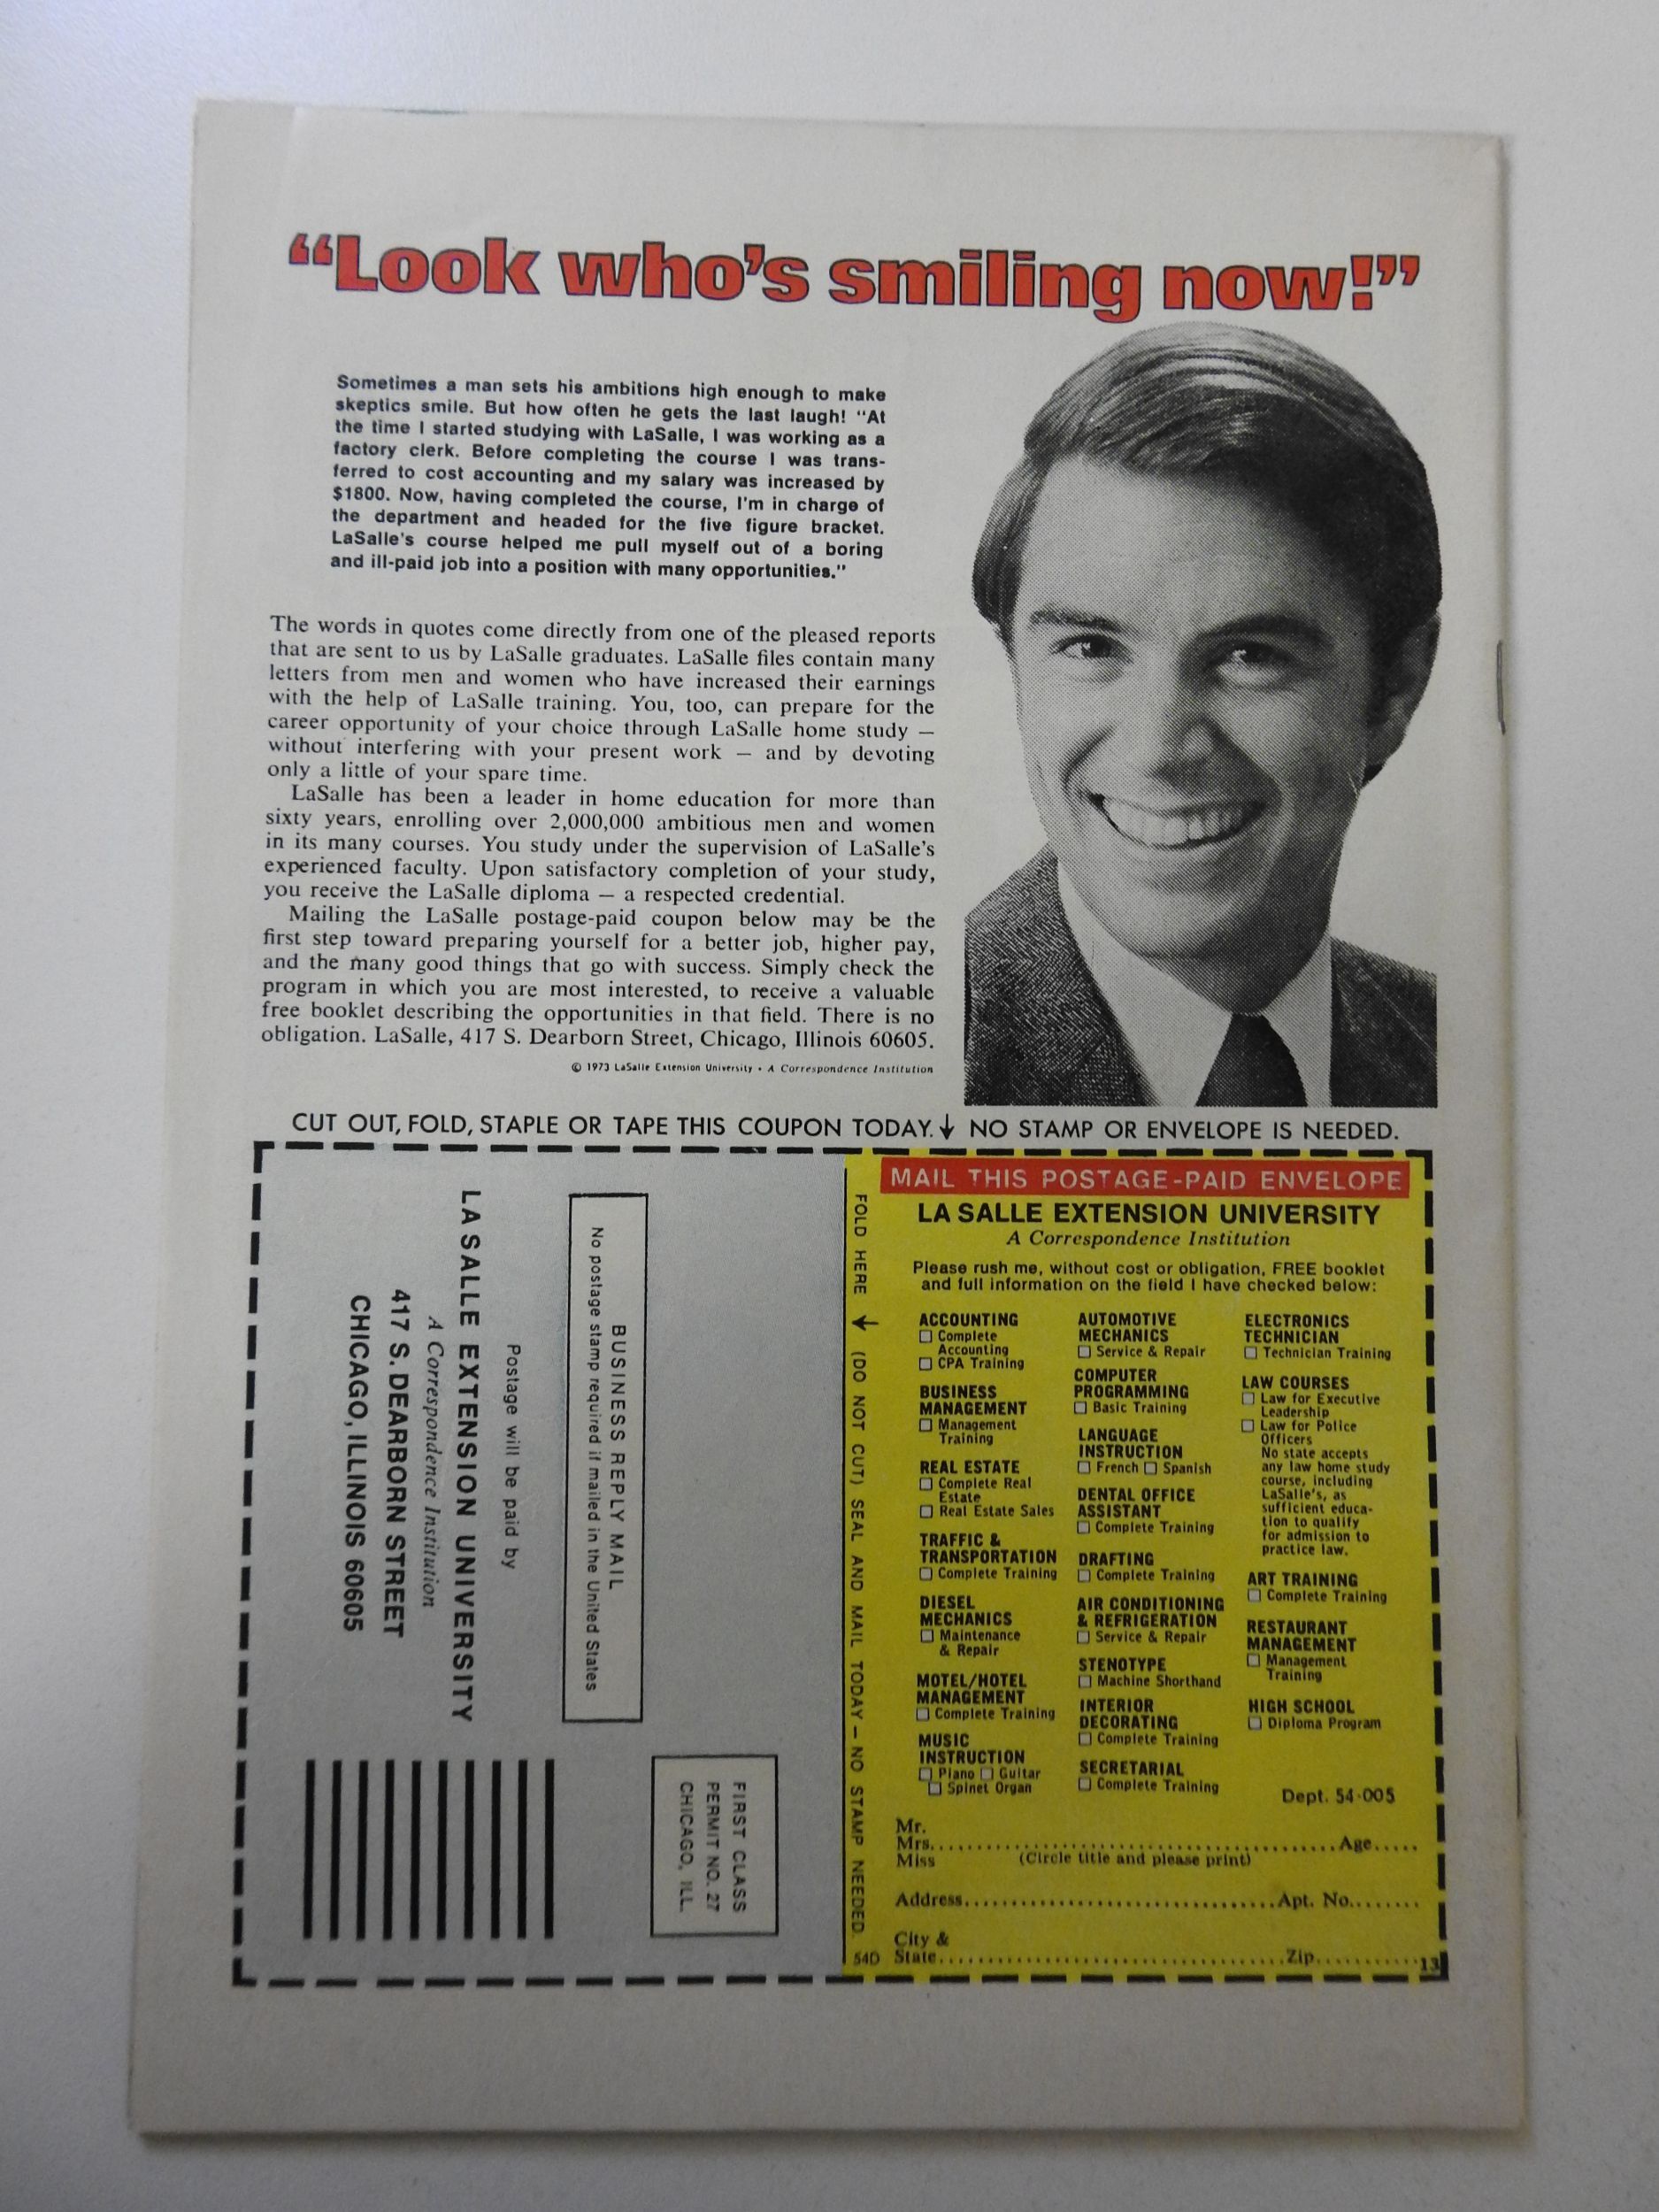 “Look who’s smiling now!”
Sometimes a man sets his ambitions high enough to make
skeptics smile. But how often he gets the last laugh! “At
the time I started studying with LaSalle, I was working as a
factory clerk. Before completing the course I was trans-
ferred to cost accounting and my salary was increased by
$1800. Now, having completed the course, I'm in charge of
the department and headed for the five figure bracket.
LaSalle's course helped me pull myself out of a boring
and ill-paid job into a position with many opportunities.”
The words in quotes come directly from one of the pleased reports
that are sent to us by LaSalle graduates. LaSalle files contain many
letters from men and women who have increased their earnings
with the help of LaSalle training. You, too, can prepare for the
career opportunity of your choice through LaSalle home study —
without interfering with your present work — and by devoting
only a little of your spare time.
LaSalle has been a leader in home education for more than
sixty years, enrolling over 2,000,000 ambitious men and women
in its many courses. You study under the supervision of LaSalle's
experienced faculty. Upon satisfactory completion of your study,
you receive the LaSalle diploma — a respected credential.
Mailing the LaSalle postage-paid coupon below may be the
first step toward preparing yourself for a better job, higher pay,
and the many good things that go with success. Simply check the
program in which you are most interested, to receive a valuable
free booklet describing the opportunities in that field. There is no
obligation. LaSalle, 417 S. Dearborn Street, Chicago, Illinois 60605.
© 1973 LaSalle Extension University • A Correspondence Institution
CUT OUT, FOLD, STAPLE OR TAPE THIS COUPON TODAY.↓ NO STAMP OR ENVELOPE IS NEEDED.
FIRST CLASS
PERMIT NO. 27
CHICAGO, ILL.
BUSINESS REPLY MAIL
No postage stamp required if mailed in the United States
Postage will be paid by
LA SALLE EXTENSION UNIVERSITY
A Correspondence Institution
417 S. DEARBORN STREET
CHICAGO, ILLINOIS 60605
FOLD HERE ↓ (DO NOT CUT) SEAL AND MAIL TODAY — NO STAMP NEEDED.
54D
MAIL THIS POSTAGE-PAID ENVELOPE
LA SALLE EXTENSION UNIVERSITY
A Correspondence Institution
Please rush me, without cost or obligation, FREE booklet
and full information on the field I have checked below:
ACCOUNTING
☐ Complete
Accounting
☐ CPA Training
BUSINESS
MANAGEMENT
☐ Management
Training
REAL ESTATE
☐ Complete Real
Estate
☐ Real Estate Sales
TRAFFIC &
TRANSPORTATION
☐ Complete Training
DIESEL
MECHANICS
☐ Maintenance
& Repair
MOTEL/HOTEL
MANAGEMENT
☐ Complete Training
MUSIC
INSTRUCTION
☐ Piano ☐ Guitar
☐ Spinet Organ
AUTOMOTIVE
MECHANICS
☐ Service & Repair
COMPUTER
PROGRAMMING
☐ Basic Training
LANGUAGE
INSTRUCTION
☐ French ☐ Spanish
DENTAL OFFICE
ASSISTANT
☐ Complete Training
DRAFTING
☐ Complete Training
AIR CONDITIONING
& REFRIGERATION
☐ Service & Repair
STENOTYPE
☐ Machine Shorthand
INTERIOR
DECORATING
☐ Complete Training
SECRETARIAL
☐ Complete Training
ELECTRONICS
TECHNICIAN
☐ Technician Training
LAW COURSES
☐ Law for Executive
Leadership
☐ Law for Police
Officers
No state accepts
any law home study
course, including
LaSalle's, as
sufficient educa-
tion to qualify
for admission to
practice law.
ART TRAINING
☐ Complete Training
RESTAURANT
MANAGEMENT
☐ Management
Training
HIGH SCHOOL
☐ Diploma Program
Dept. 54-005
Mr.
Mrs. Age
Miss (Circle title and please print)
Address Apt. No.
City &
State Zip
13